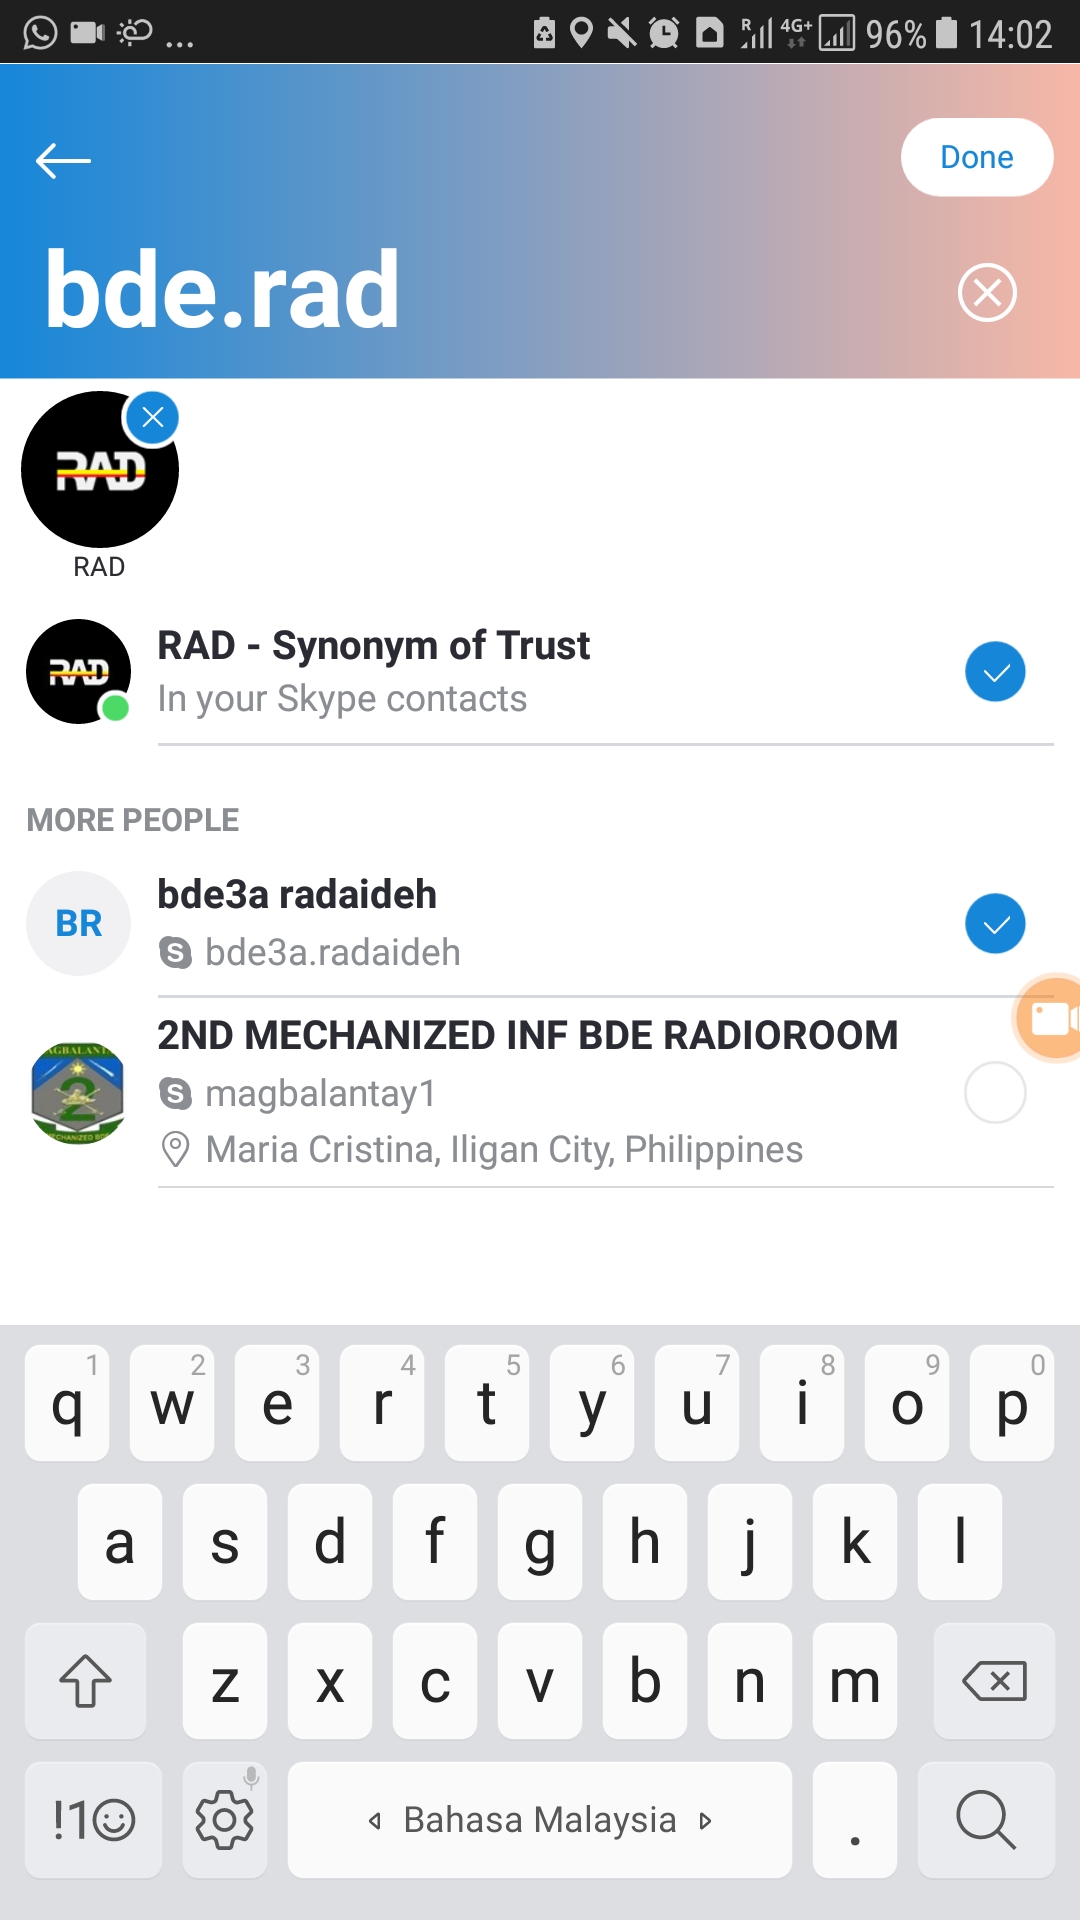 R 4G+ 96% 14:02
Done
bde.rad
RAD
RAD
RAD
RAD - Synonym of Trust
In your Skype contacts
MORE PEOPLE
BR
bde3a radaideh
bde3a.radaideh
2ND MECHANIZED INF BDE RADIOROOM
magbalantay1
Maria Cristina, Iligan City, Philippines
1 2 3 4 5 6 7 8 9 0
q w e r t y u i o p
a s d f g h j k l
z x c v b n m
!1☺ Bahasa Malaysia .